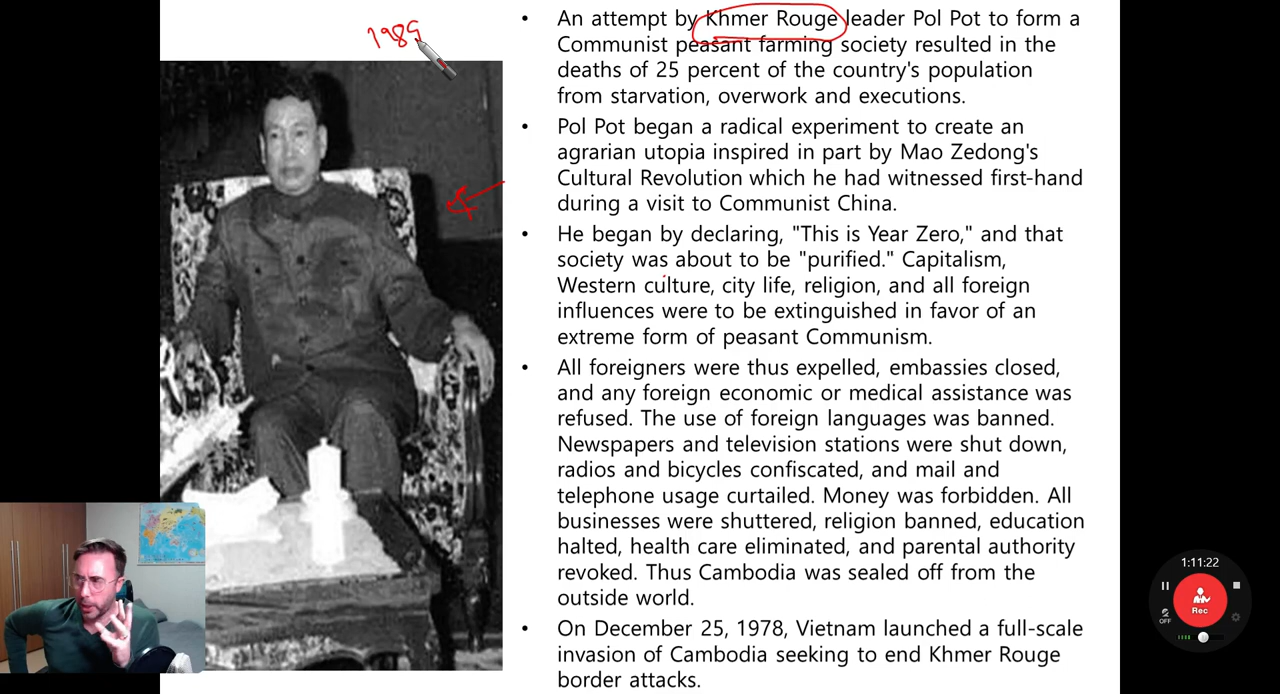 1989
• An attempt by Khmer Rouge leader Pol Pot to form a
Communist peasant farming society resulted in the
deaths of 25 percent of the country's population
from starvation, overwork and executions.
• Pol Pot began a radical experiment to create an
agrarian utopia inspired in part by Mao Zedong's
Cultural Revolution which he had witnessed first-hand
during a visit to Communist China.
• He began by declaring, "This is Year Zero," and that
society was about to be "purified." Capitalism,
Western culture, city life, religion, and all foreign
influences were to be extinguished in favor of an
extreme form of peasant Communism.
• All foreigners were thus expelled, embassies closed,
and any foreign economic or medical assistance was
refused. The use of foreign languages was banned.
Newspapers and television stations were shut down,
radios and bicycles confiscated, and mail and
telephone usage curtailed. Money was forbidden. All
businesses were shuttered, religion banned, education
halted, health care eliminated, and parental authority
revoked. Thus Cambodia was sealed off from the
outside world.
• On December 25, 1978, Vietnam launched a full-scale
invasion of Cambodia seeking to end Khmer Rouge
border attacks.
1:11:22
Rec
OFF